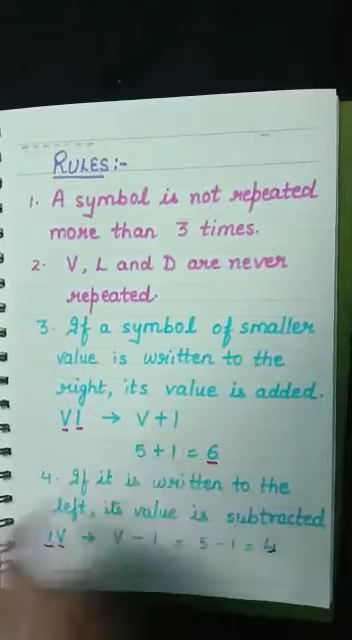 RULES:-
1. A symbol is not repeated
more than 3 times.
2. V, L and D are never
repeated.
3. If a symbol of smaller
value is written to the
right, its value is added.
VI → V+1
5+1=6
4. If it is written to the
left, its value is subtracted
IV → V-1 = 5-1=4